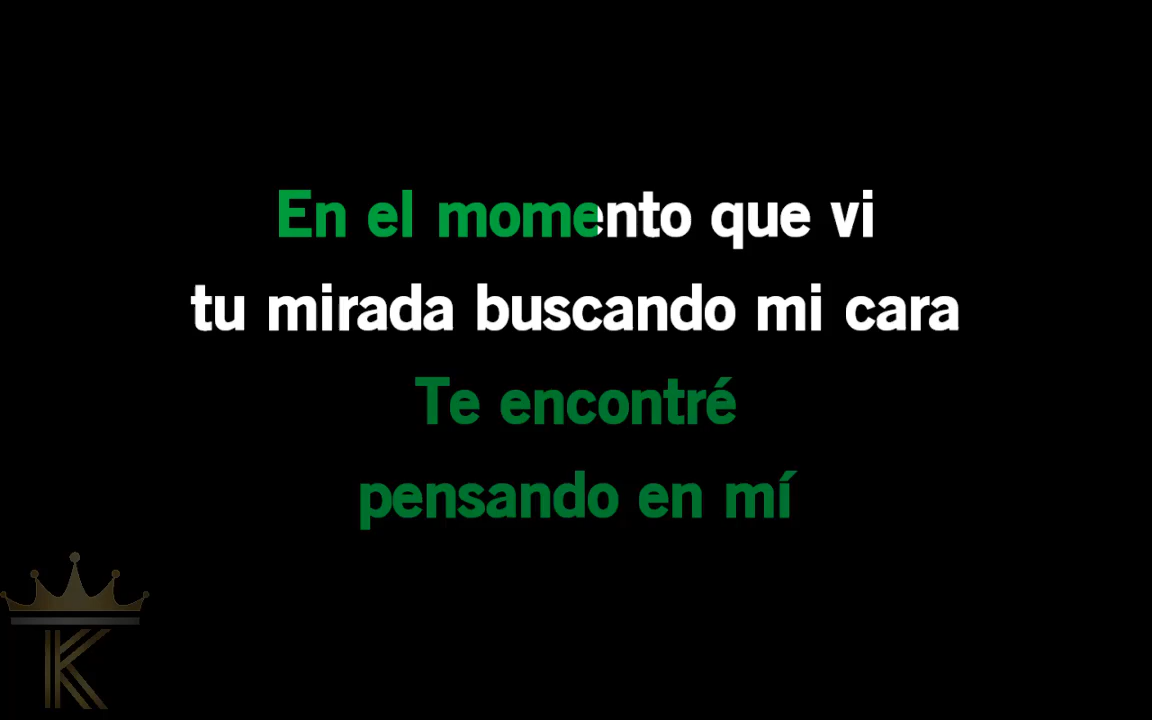 En el momento que vi
tu mirada buscando mi cara
Te encontré
pensando en mí
K